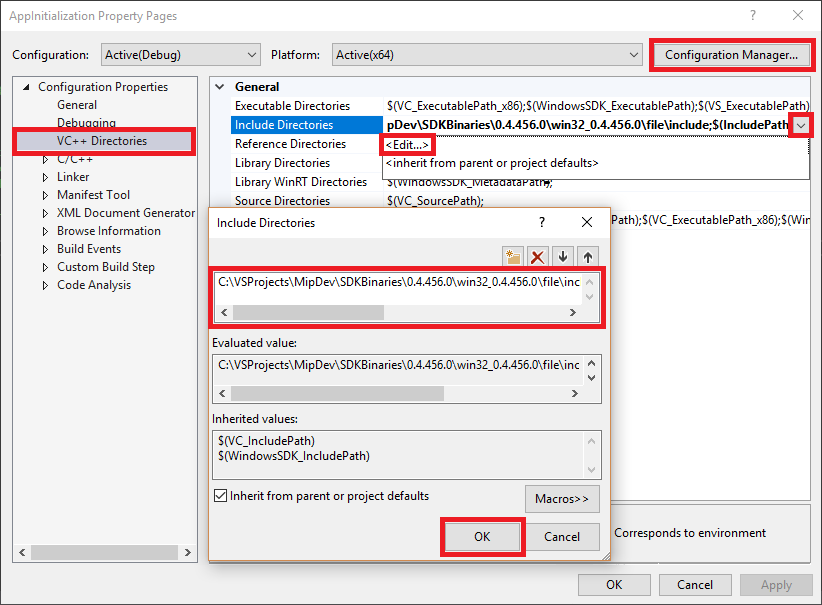 AppInitialization Property Pages
Configuration: Active(Debug) Platform: Active(x64) Configuration Manager...
Configuration Properties
General
Debugging
VC++ Directories
C/C++
Linker
Manifest Tool
XML Document Generator
Browse Information
Build Events
Custom Build Step
Code Analysis
General
Executable Directories $(VC_ExecutablePath_x86);$(WindowsSDK_ExecutablePath);$(VS_ExecutablePath)
Include Directories pDev\SDKBinaries\0.4.456.0\win32_0.4.456.0\file\include;$(IncludePath
Reference Directories <Edit...>
Library Directories <inherit from parent or project defaults>
Library WinRT Directories $(WindowsSDK_MetadataPath);
Source Directories $(VC_SourcePath);
Path);$(VC_ExecutablePath_x86);$(Win
Include Directories
C:\VSProjects\MipDev\SDKBinaries\0.4.456.0\win32_0.4.456.0\file\inc
Evaluated value:
C:\VSProjects\MipDev\SDKBinaries\0.4.456.0\win32_0.4.456.0\file\inc
Inherited values:
$(VC_IncludePath)
$(WindowsSDK_IncludePath)
Inherit from parent or project defaults
Macros>>
OK Cancel
Corresponds to environment
OK Cancel Apply